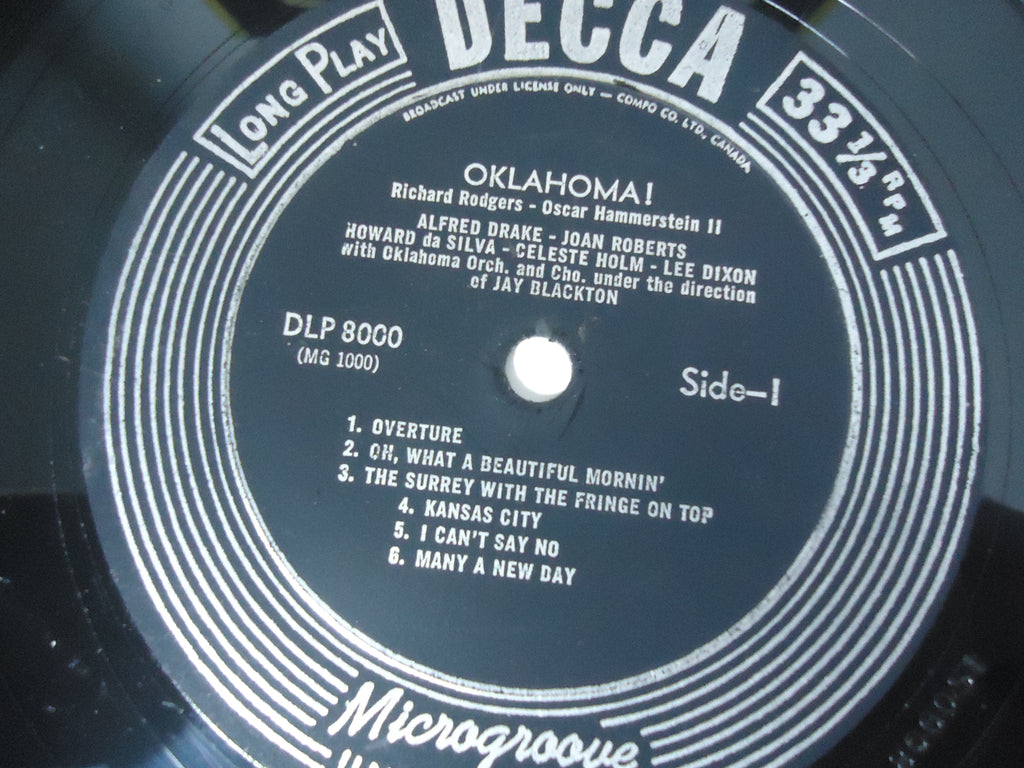 DECCA
LONG PLAY
33 1/3 RPM
BROADCAST UNDER LICENSE ONLY — COMPO CO. LTD., CANADA
OKLAHOMA!
Richard Rodgers - Oscar Hammerstein II
ALFRED DRAKE - JOAN ROBERTS
HOWARD da SILVA - CELESTE HOLM - LEE DIXON
with Oklahoma Orch. and Cho. under the direction
of JAY BLACKTON
DLP 8000
(MG 1000)
Side—1
1. OVERTURE
2. OH, WHAT A BEAUTIFUL MORNIN'
3. THE SURREY WITH THE FRINGE ON TOP
4. KANSAS CITY
5. I CAN'T SAY NO
6. MANY A NEW DAY
Microgroove